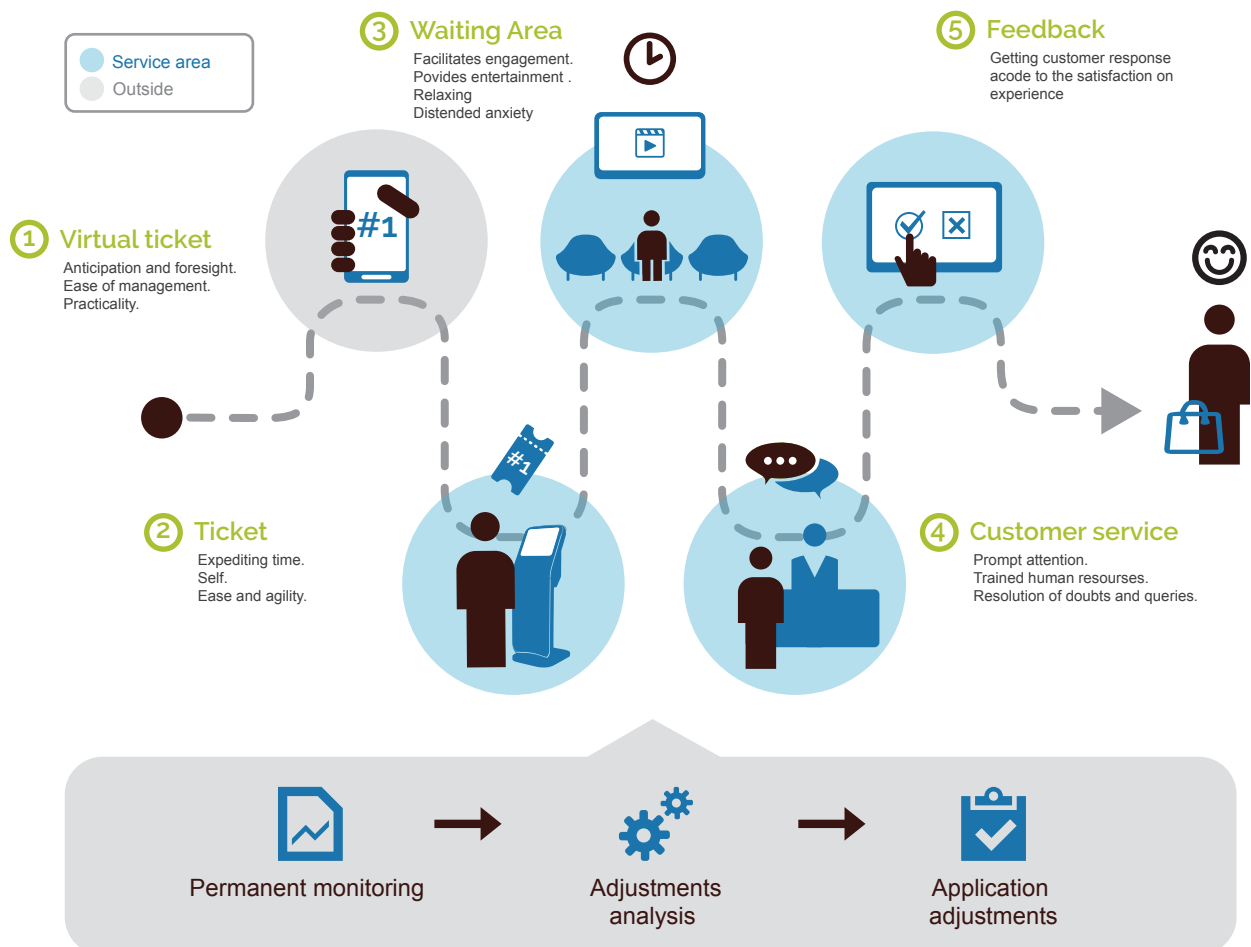 Service area
Outside
1 Virtual ticket
Anticipation and foresight.
Ease of management.
Practicality.
#1
2 Ticket
Expediting time.
Self.
Ease and agility.
#1
3 Waiting Area
Facilitates engagement.
Povides entertainment .
Relaxing
Distended anxiety
4 Customer service
Prompt attention.
Trained human resourses.
Resolution of doubts and queries.
5 Feedback
Getting customer response
acode to the satisfaction on
experience
Permanent monitoring
Adjustments
analysis
Application
adjustments